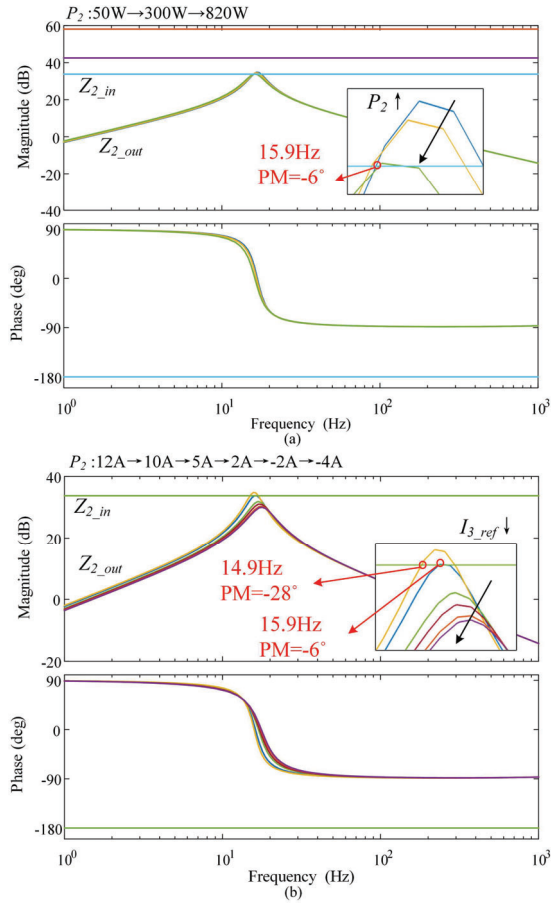 P2 :50W→300W→820W
60
40
20
0
20
40
60
Magnitude (dB)
Z2_in
Z2_out
15.9Hz
PM=-6°
P2 ↑
90
0
-90
-180
Phase (deg)
10^0
10^1
10^2
10^3
Frequency (Hz)
(a)
P2 :12A→10A→5A→2A→-2A→-4A
40
20
0
-20
Magnitude (dB)
Z2_in
Z2_out
14.9Hz
PM=-28°
15.9Hz
PM=-6°
I3_ref ↓
90
0
-90
-180
Phase (deg)
10^0
10^1
10^2
10^3
Frequency (Hz)
(b)